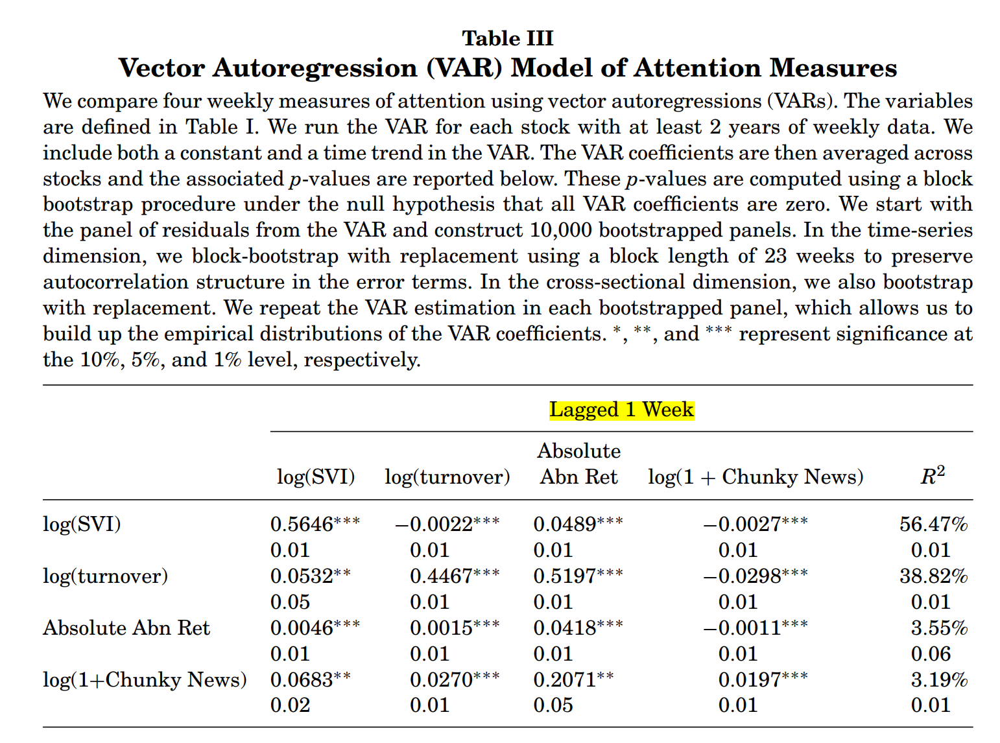 Table III
Vector Autoregression (VAR) Model of Attention Measures
We compare four weekly measures of attention using vector autoregressions (VARs). The variables
are defined in Table I. We run the VAR for each stock with at least 2 years of weekly data. We
include both a constant and a time trend in the VAR. The VAR coefficients are then averaged across
stocks and the associated p-values are reported below. These p-values are computed using a block
bootstrap procedure under the null hypothesis that all VAR coefficients are zero. We start with
the panel of residuals from the VAR and construct 10,000 bootstrapped panels. In the time-series
dimension, we block-bootstrap with replacement using a block length of 23 weeks to preserve
autocorrelation structure in the error terms. In the cross-sectional dimension, we also bootstrap
with replacement. We repeat the VAR estimation in each bootstrapped panel, which allows us to
build up the empirical distributions of the VAR coefficients. *, **, and *** represent significance at
the 10%, 5%, and 1% level, respectively.
Lagged 1 Week
Absolute
log(SVI) log(turnover) Abn Ret log(1 + Chunky News) R²
log(SVI) 0.5646*** −0.0022*** 0.0489*** −0.0027*** 56.47%
0.01 0.01 0.01 0.01 0.01
log(turnover) 0.0532** 0.4467*** 0.5197*** −0.0298*** 38.82%
0.05 0.01 0.01 0.01 0.01
Absolute Abn Ret 0.0046*** 0.0015*** 0.0418*** −0.0011*** 3.55%
0.01 0.01 0.01 0.01 0.06
log(1+Chunky News) 0.0683** 0.0270*** 0.2071** 0.0197*** 3.19%
0.02 0.01 0.05 0.01 0.01